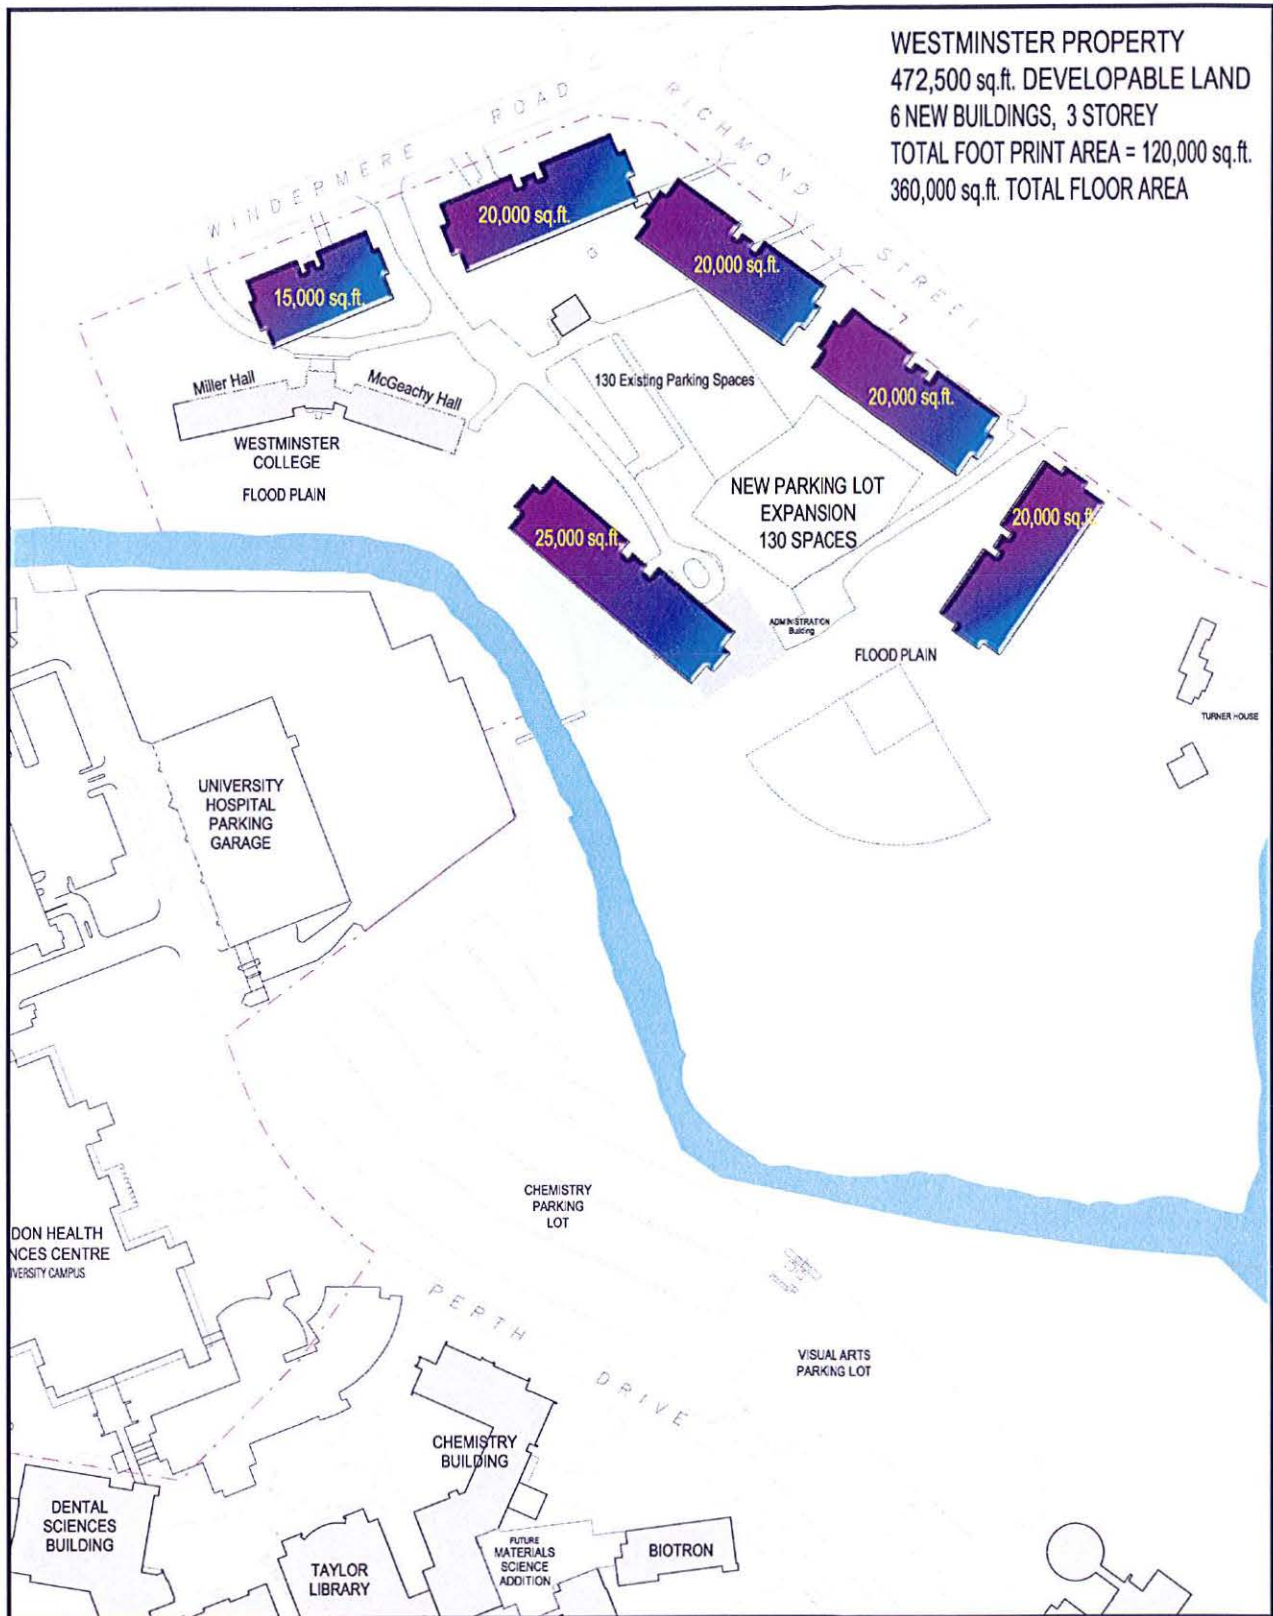 WESTMINSTER PROPERTY
472,500 sq.ft. DEVELOPABLE LAND
6 NEW BUILDINGS, 3 STOREY
TOTAL FOOT PRINT AREA = 120,000 sq.ft.
360,000 sq.ft. TOTAL FLOOR AREA
WINDERMERE ROAD
RICHMOND STREET
20,000 sq.ft.
20,000 sq.ft.
15,000 sq.ft.
20,000 sq.ft.
130 Existing Parking Spaces
Miller Hall
McGeachy Hall
WESTMINSTER
COLLEGE
FLOOD PLAIN
NEW PARKING LOT
EXPANSION
130 SPACES
20,000 sq.ft.
25,000 sq.ft.
ADMINISTRATION
Building
FLOOD PLAIN
TURNER HOUSE
UNIVERSITY
HOSPITAL
PARKING
GARAGE
CHEMISTRY
PARKING
LOT
DON HEALTH
NCES CENTRE
VERSITY CAMPUS
PERTH DRIVE
VISUAL ARTS
PARKING LOT
CHEMISTRY
BUILDING
DENTAL
SCIENCES
BUILDING
TAYLOR
LIBRARY
FUTURE
MATERIALS
SCIENCE
ADDITION
BIOTRON